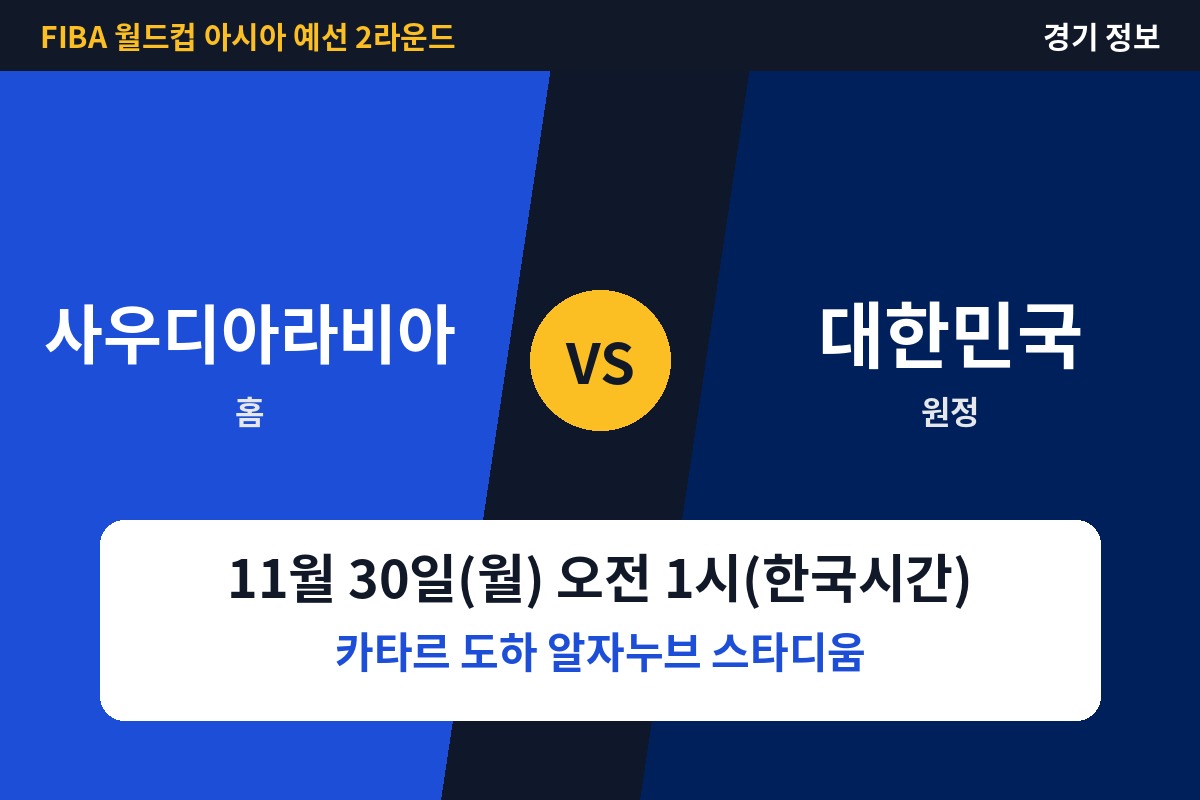 FIBA 월드컵 아시아 예선 2라운드
경기 정보
사우디아라비아
홈
VS
대한민국
원정
11월 30일(월) 오전 1시(한국시간)
카타르 도하 알자누브 스타디움